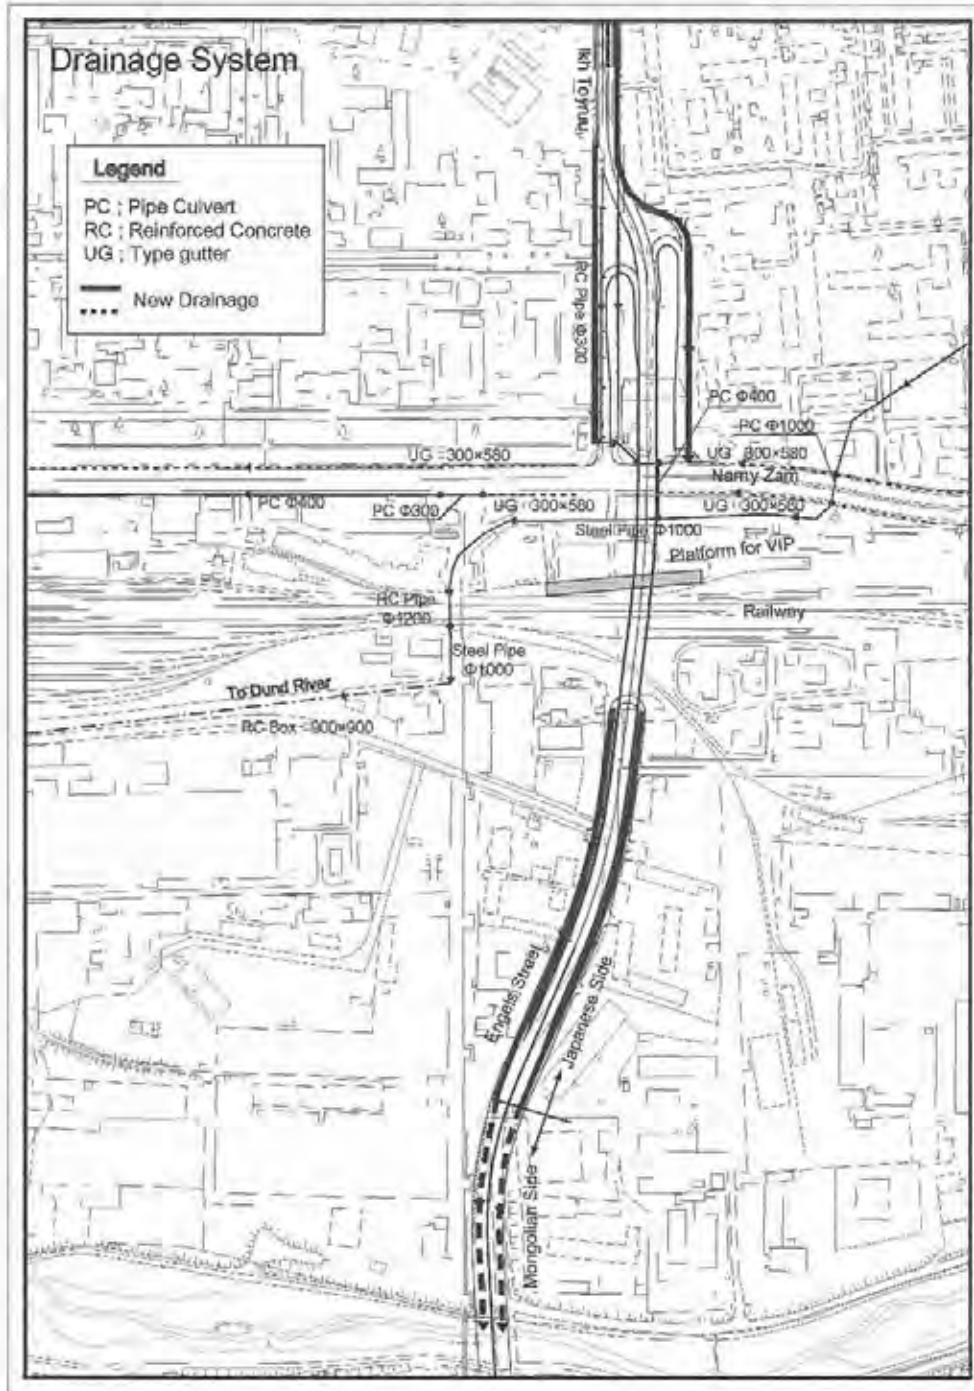 Drainage System
Ikh Toyruu
Legend
PC ; Pipe Culvert
RC ; Reinforced Concrete
UG ; Type gutter
New Drainage
RC Pipe Φ300
PC Φ400
PC Φ1000
UG -300×580
UG -300×580
Narny Zam
PC Φ400
PC Φ300
UG -300×580
UG -300×580
Steel Pipe Φ1000
Platform for VIP
RC Pipe
Φ1200
Railway
Steel Pipe
Φ1000
To Dund River
RC Box -900×900
Engels Street
Japanese Side
Mongolian Side